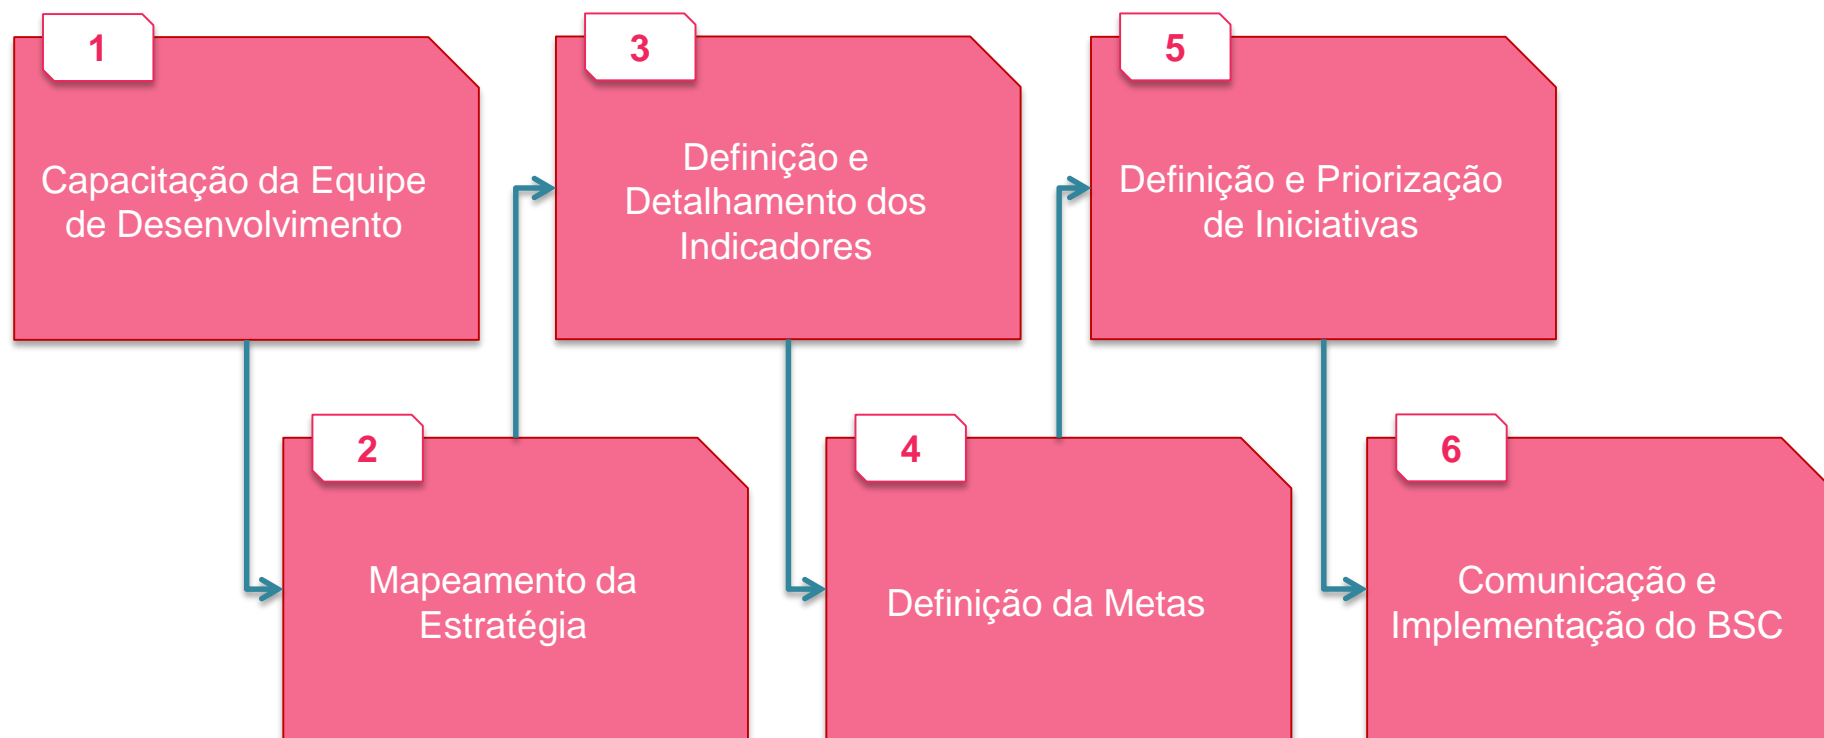 1
Capacitação da Equipe
de Desenvolvimento
2
Mapeamento da
Estratégia
3
Definição e
Detalhamento dos
Indicadores
4
Definição da Metas
5
Definição e Priorização
de Iniciativas
6
Comunicação e
Implementação do BSC